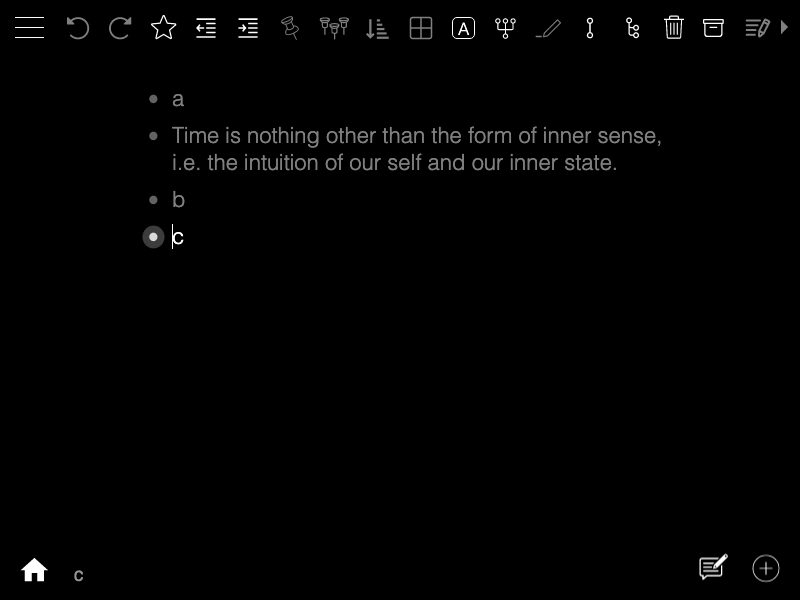 A
a
Time is nothing other than the form of inner sense,
i.e. the intuition of our self and our inner state.
b
c
c